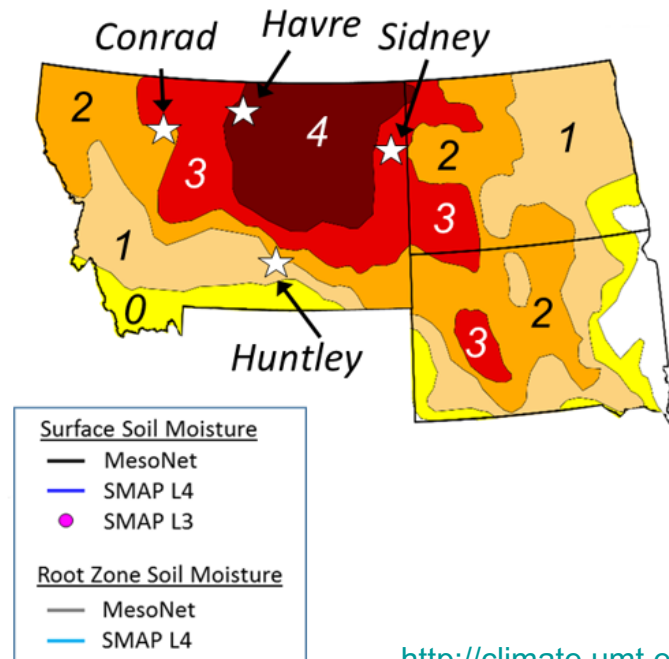 Conrad
Havre
Sidney
2
4
2
1
3
3
1
0
2
3
Huntley
Surface Soil Moisture
MesoNet
SMAP L4
SMAP L3
Root Zone Soil Moisture
MesoNet
SMAP L4